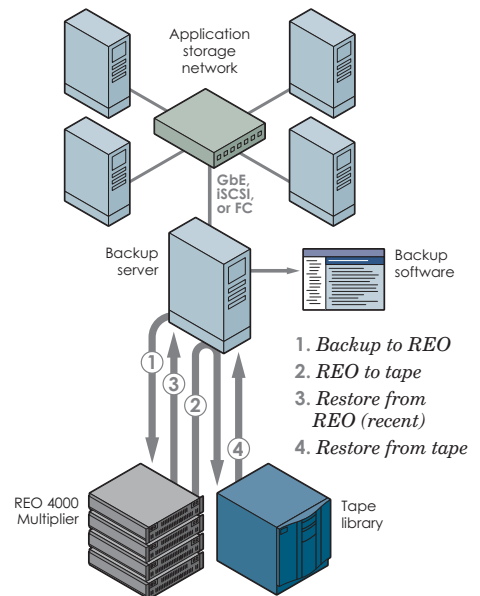 Application
storage
network
GbE,
iSCSI,
or FC
Backup
server
Backup
software
1. Backup to REO
2. REO to tape
3. Restore from
REO (recent)
4. Restore from tape
1
3
2
4
REO 4000
Multiplier
Tape
library